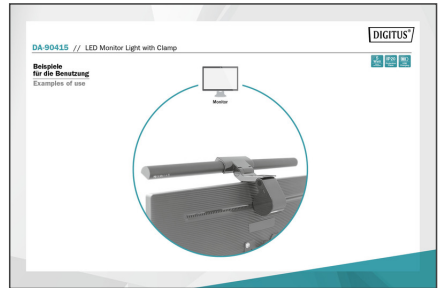 DIGITUS®
DA-90415 // LED Monitor Light with Clamp
Beispiele
für die Benutzung
Examples of use
Monitor